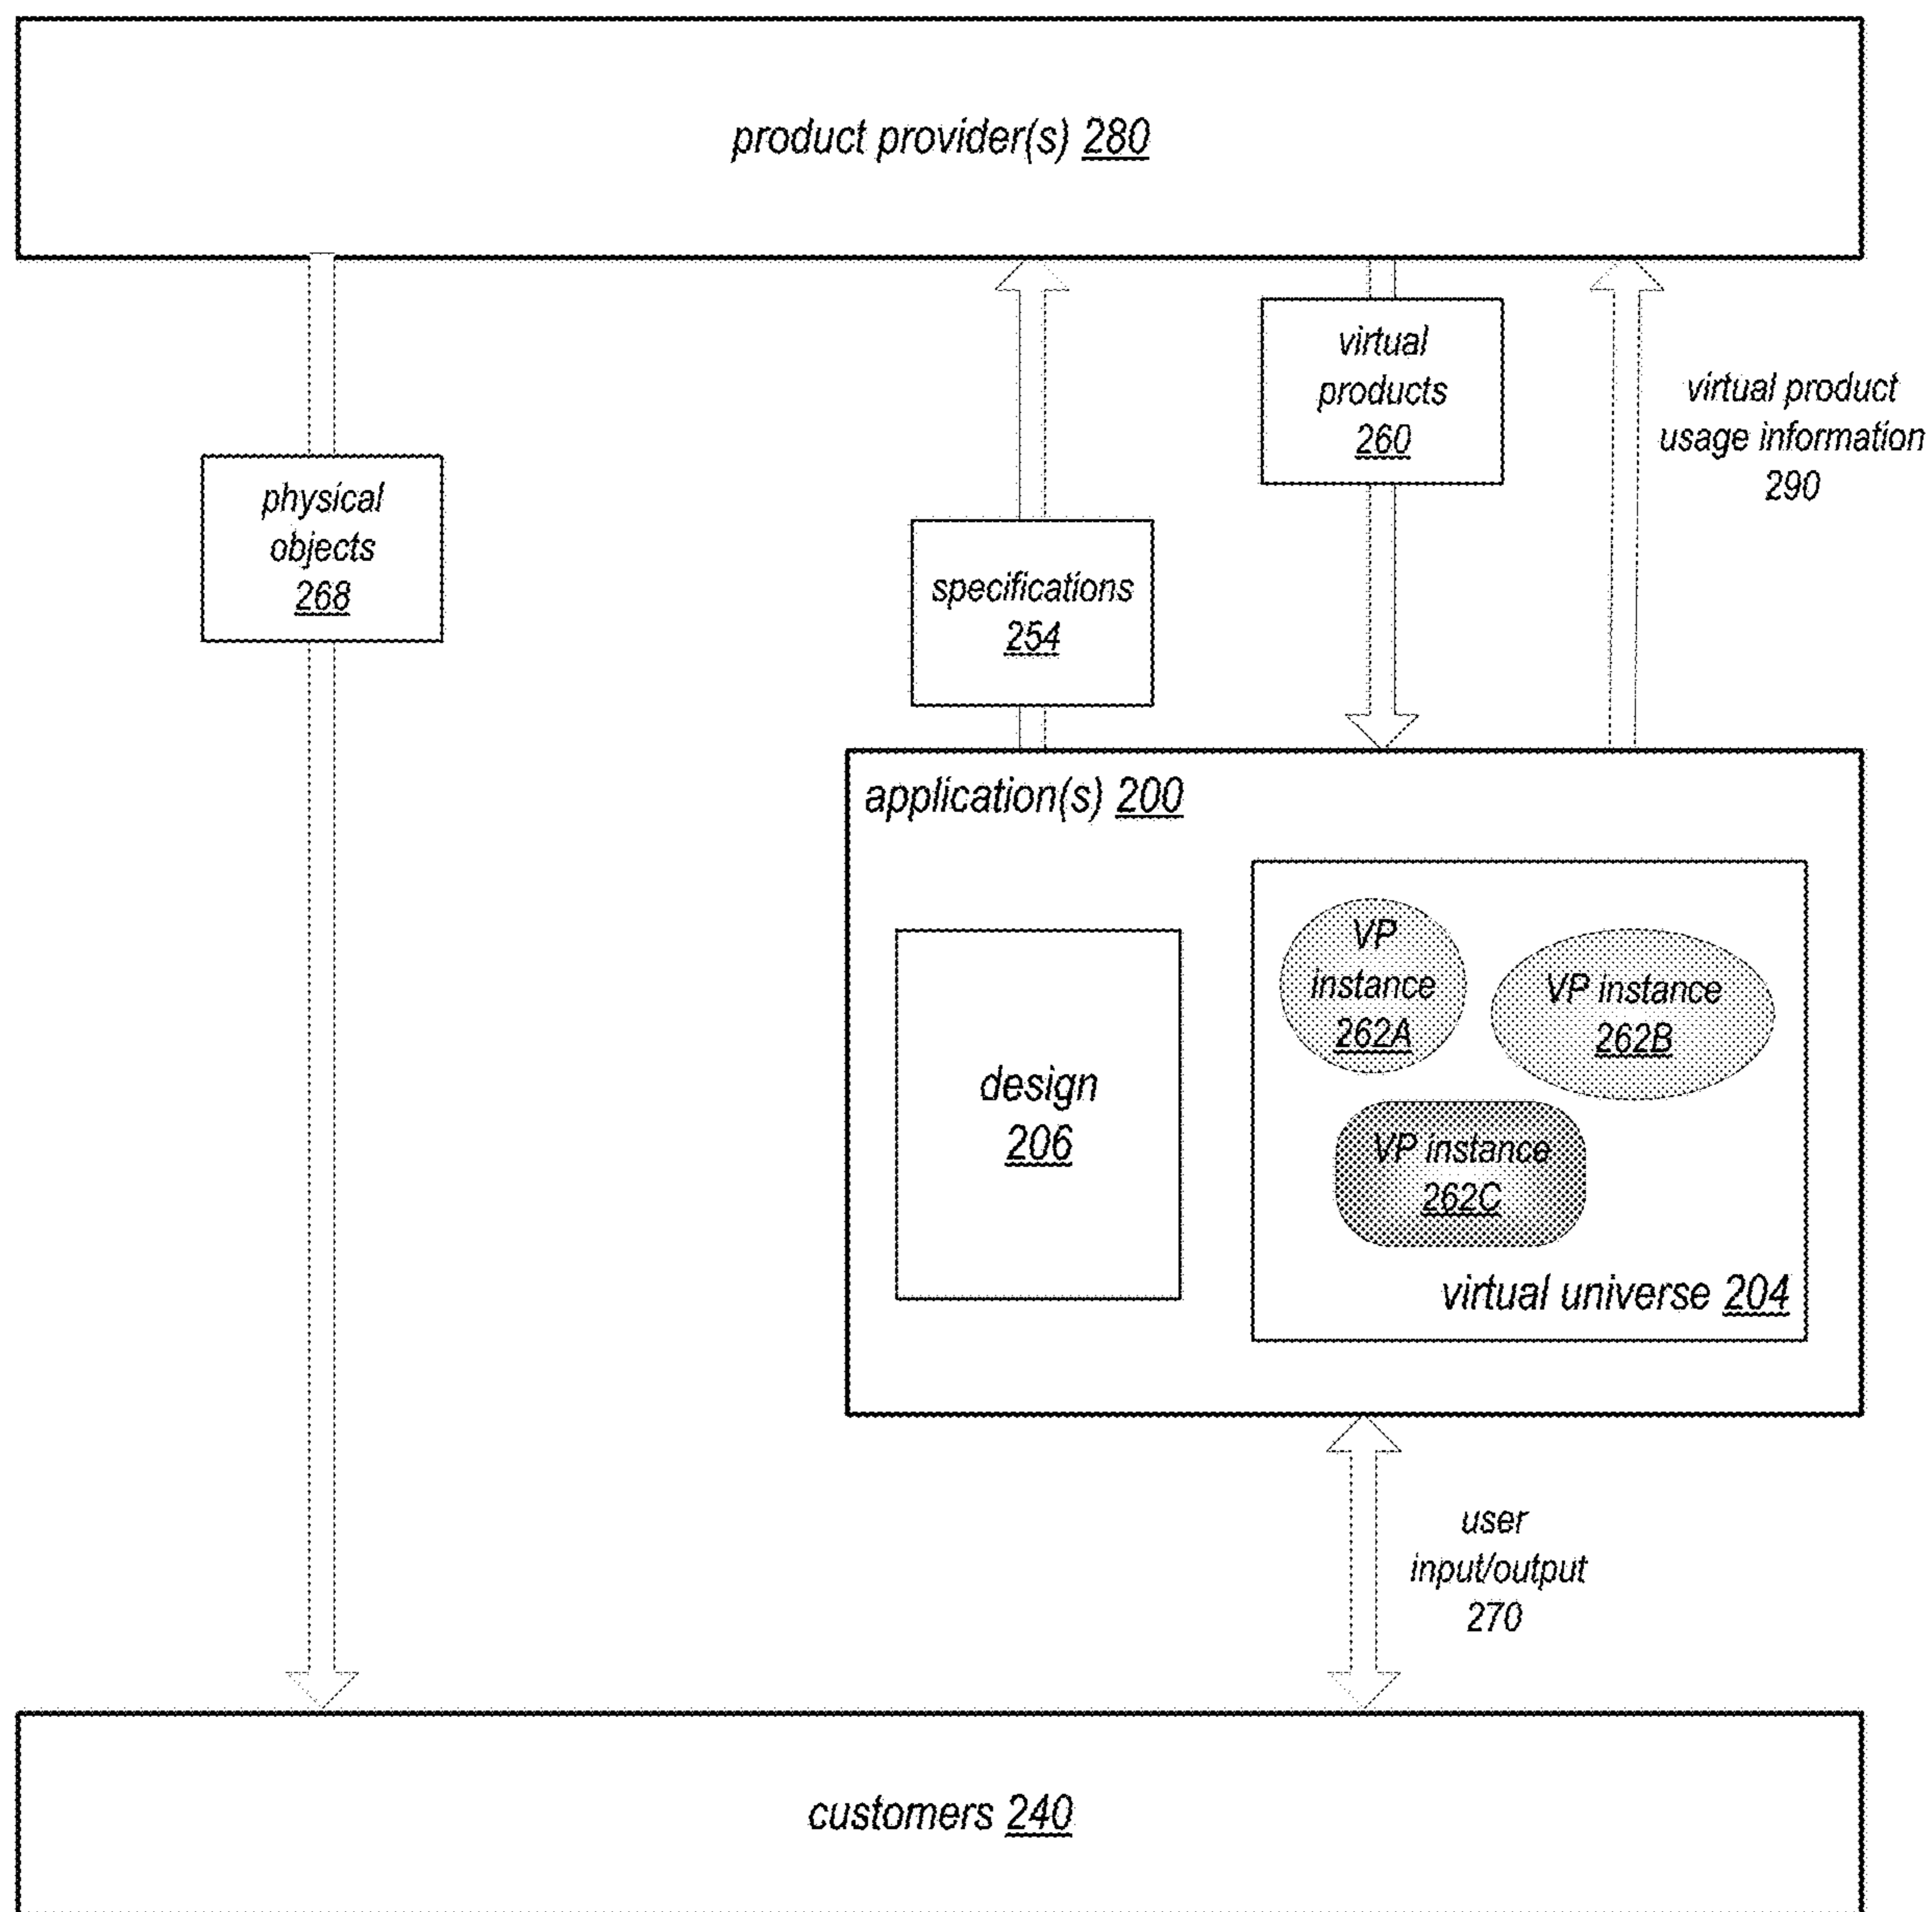 product provider(s) 280
virtual
products
260
virtual product
usage information
290
physical
objects
268
specifications
254
application(s) 200
VP
instance
262A
VP instance
262B
design
206
VP instance
262C
virtual universe 204
user
input/output
270
customers 240